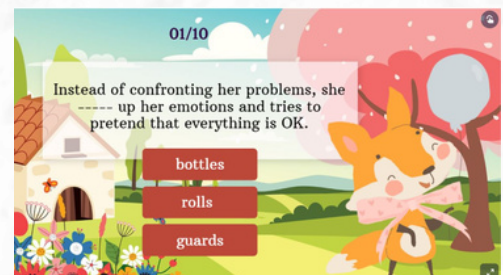 01/10
Instead of confronting her problems, she
----- up her emotions and tries to
pretend that everything is OK.
bottles
rolls
guards